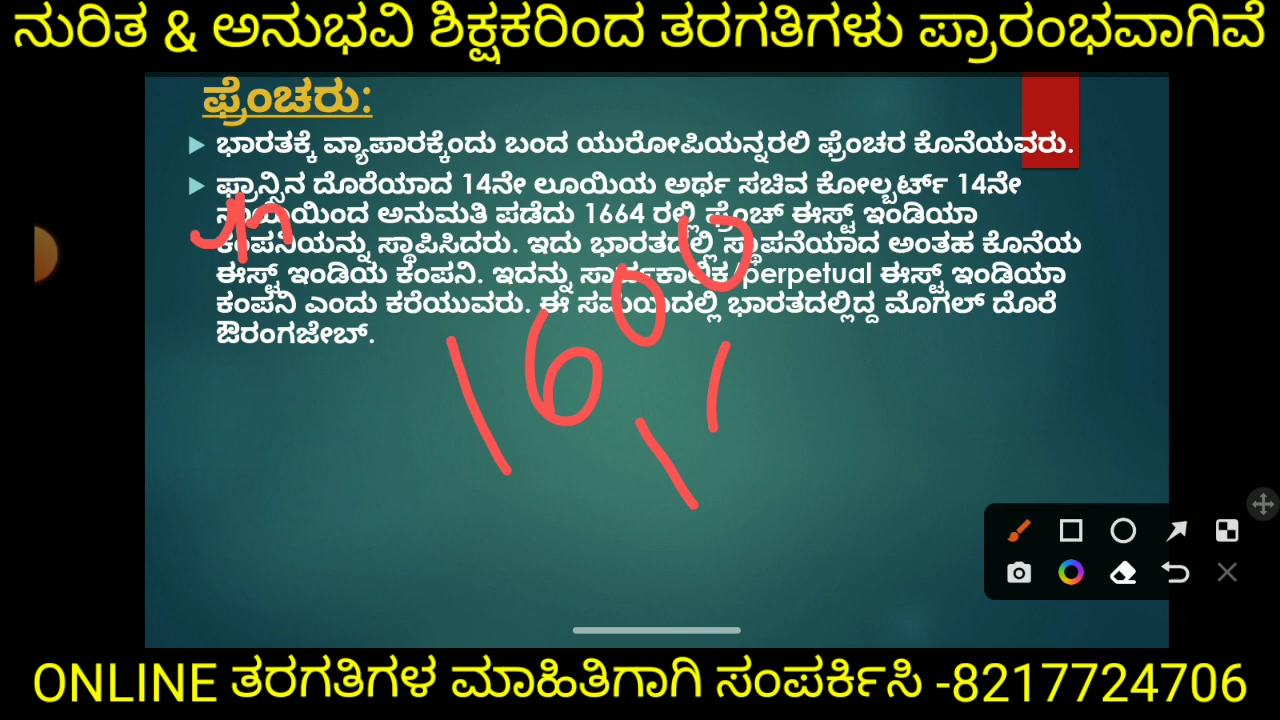 ನುರಿತ & ಅನುಭವಿ ಶಿಕ್ಷಕರಿಂದ ತರಗತಿಗಳು ಪ್ರಾರಂಭವಾಗಿವೆ
ಫ್ರೆಂಚರು:
ಭಾರತಕ್ಕೆ ವ್ಯಾಪಾರಕ್ಕೆಂದು ಬಂದ ಯುರೋಪಿಯನ್ನರಲಿ ಫ್ರೆಂಚರ ಕೊನೆಯವರು.
ಫ್ರಾನ್ಸಿನ ದೊರೆಯಾದ 14ನೇ ಲೂಯಿಯ ಅರ್ಥ ಸಚಿವ ಕೋಲ್ಬರ್ಟ್ 14ನೇ
ಅನುಮತಿ ಪಡೆದು 1664 ರಲ್ಲಿ ಫ್ರೆಂಚ್ ಈಸ್ಟ್ ಇಂಡಿಯಾ
ಕಂಪನಿಯನ್ನು ಸ್ಥಾಪಿಸಿದರು. ಇದು ಭಾರತದಲ್ಲಿ ಸ್ಥಾಪನೆಯಾದ ಅಂತಹ ಕೊನೆಯ
ಈಸ್ಟ್ ಇಂಡಿಯ ಕಂಪನಿ. ಇದನ್ನು ಸಾರ್ವಕಾಲಿಕ/perpetual ಈಸ್ಟ್ ಇಂಡಿಯಾ
ಕಂಪನಿ ಎಂದು ಕರೆಯುವರು. ಈ ಸಮಯದಲ್ಲಿ ಭಾರತದಲ್ಲಿದ್ದ ಮೊಗಲ್ ದೊರೆ
ಔರಂಗಜೇಬ್.
1600
ONLINE ತರಗತಿಗಳ ಮಾಹಿತಿಗಾಗಿ ಸಂಪರ್ಕಿಸಿ -8217724706